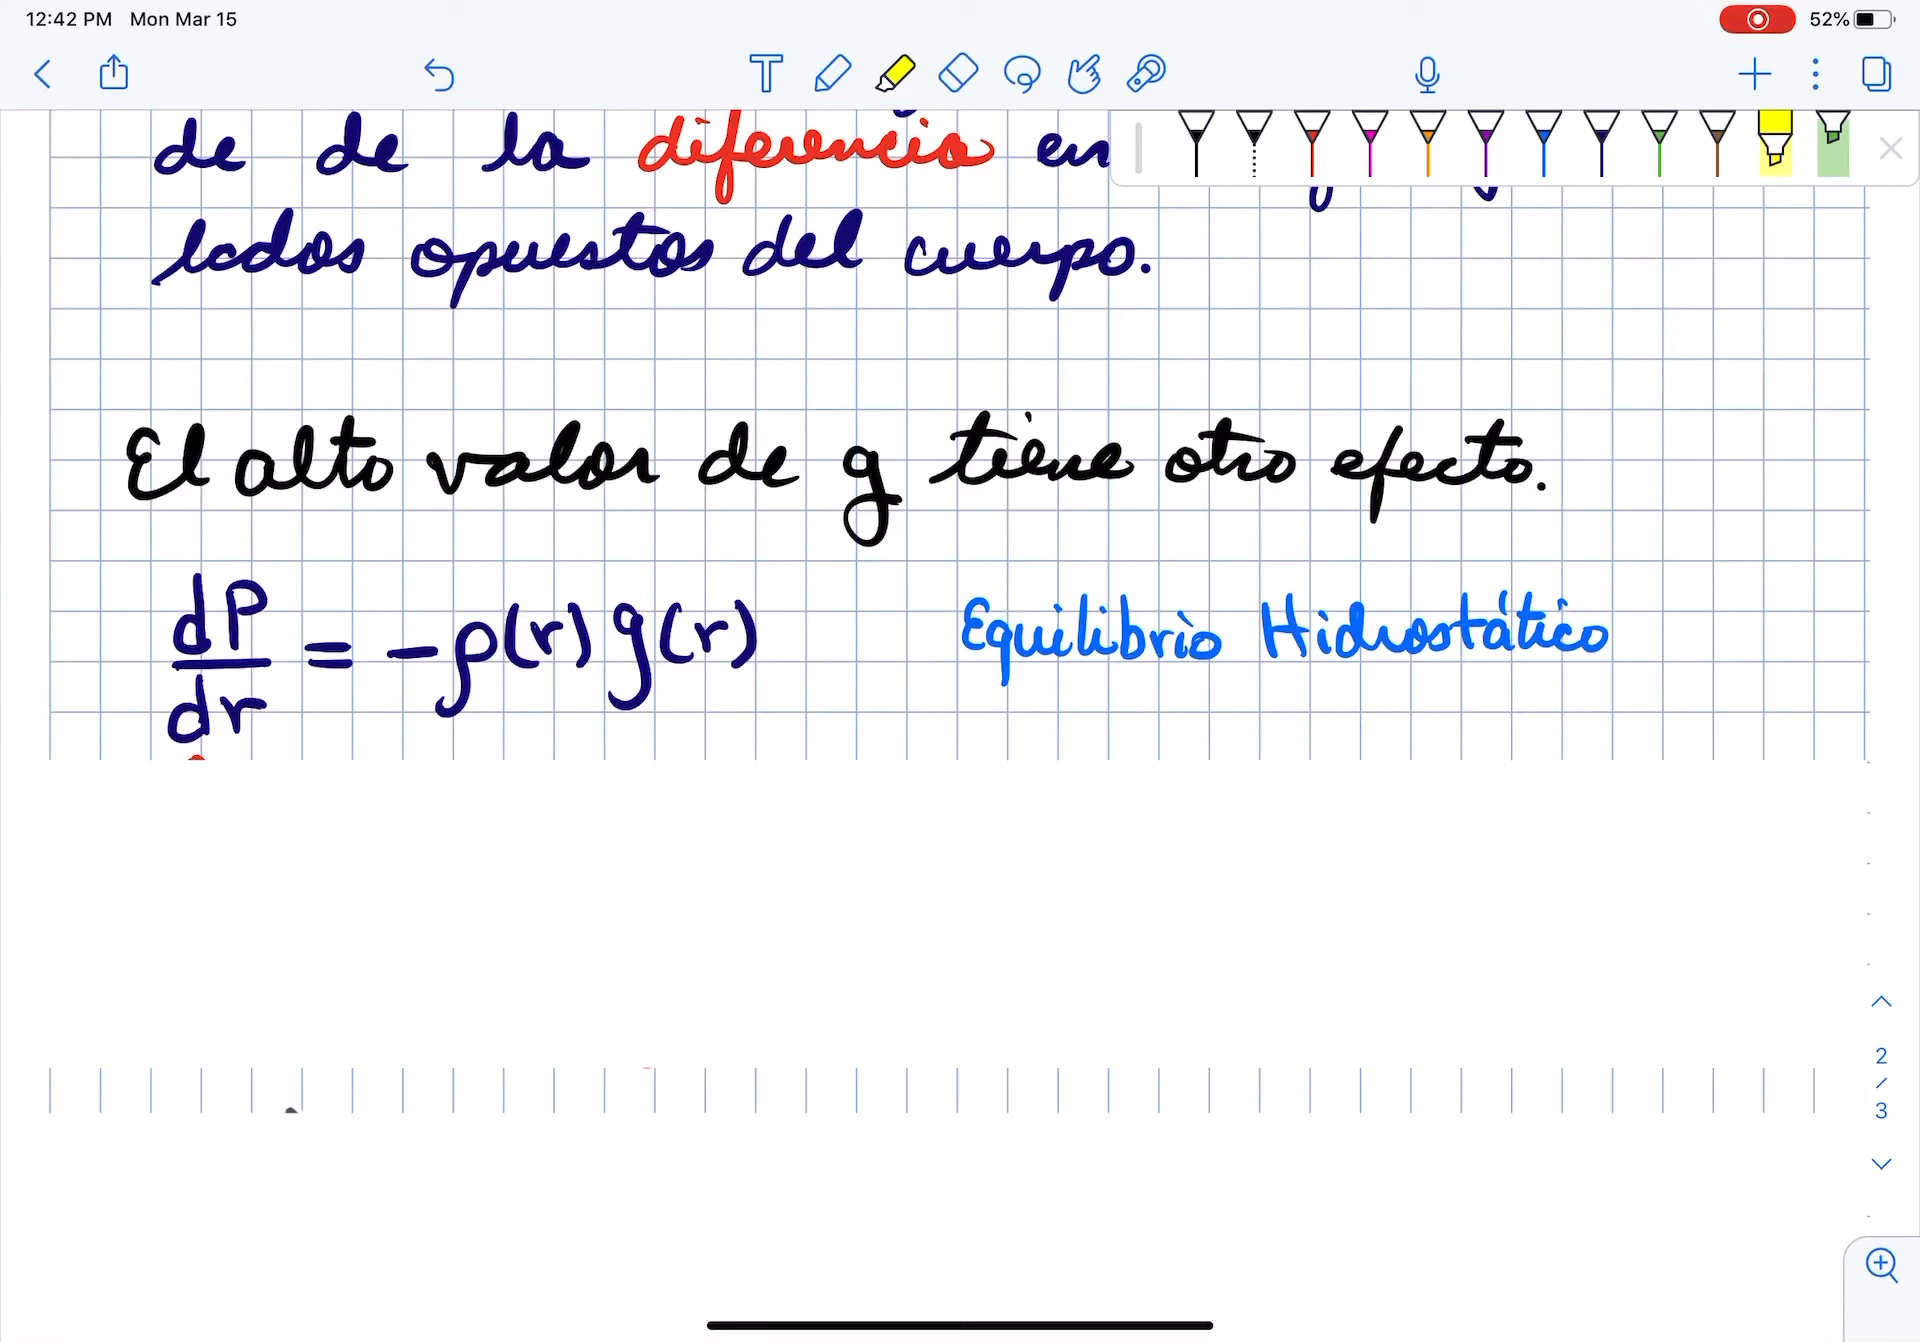 12:42 PM Mon Mar 15
52%
de de la diferencia en
lados opuestos del cuerpo.
El alto valor de g tiene otro efecto.
dP/dr = -ρ(r) g(r)
Equilibrio Hidrostático
2
/
3